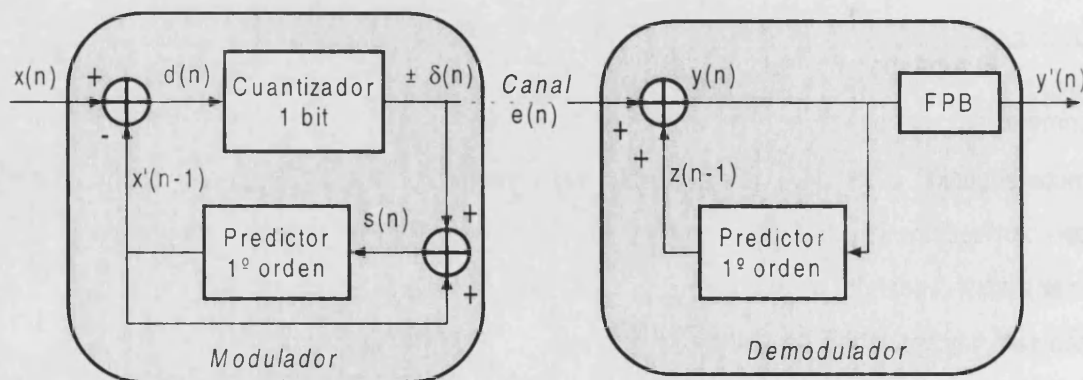 x(n)
+
d(n)
Cuantizador
1 bit
± δ(n)
-
x'(n-1)
s(n)
+
+
Predictor
1º orden
Modulador
Canal
e(n)
+
+
y(n)
z(n-1)
Predictor
1º orden
FPB
y'(n)
Demodulador